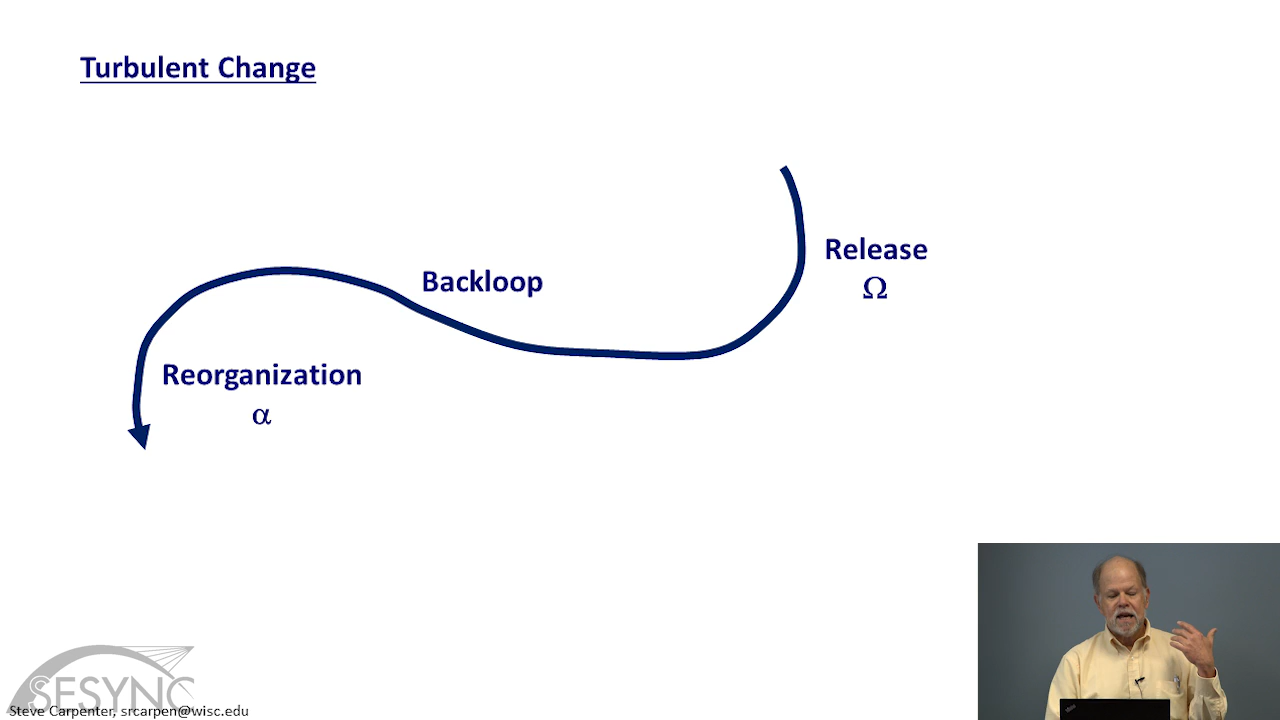 Turbulent Change
Release
Ω
Backloop
Reorganization
α
SESYNC
Steve Carpenter, srcarpen@wisc.edu